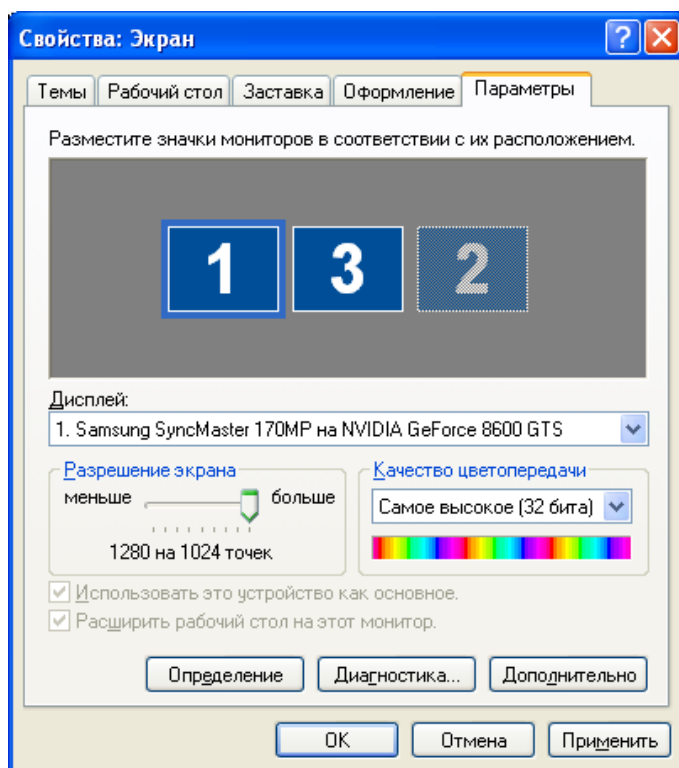 Свойства: Экран
Темы Рабочий стол Заставка Оформление Параметры
Разместите значки мониторов в соответствии с их расположением.
1 3 2
Дисплей:
1. Samsung SyncMaster 170MP на NVIDIA GeForce 8600 GTS
Разрешение экрана Качество цветопередачи
меньше больше Самое высокое (32 бита)
1280 на 1024 точек
Использовать это устройство как основное.
Расширить рабочий стол на этот монитор.
Определение Диагностика... Дополнительно
OK Отмена Применить